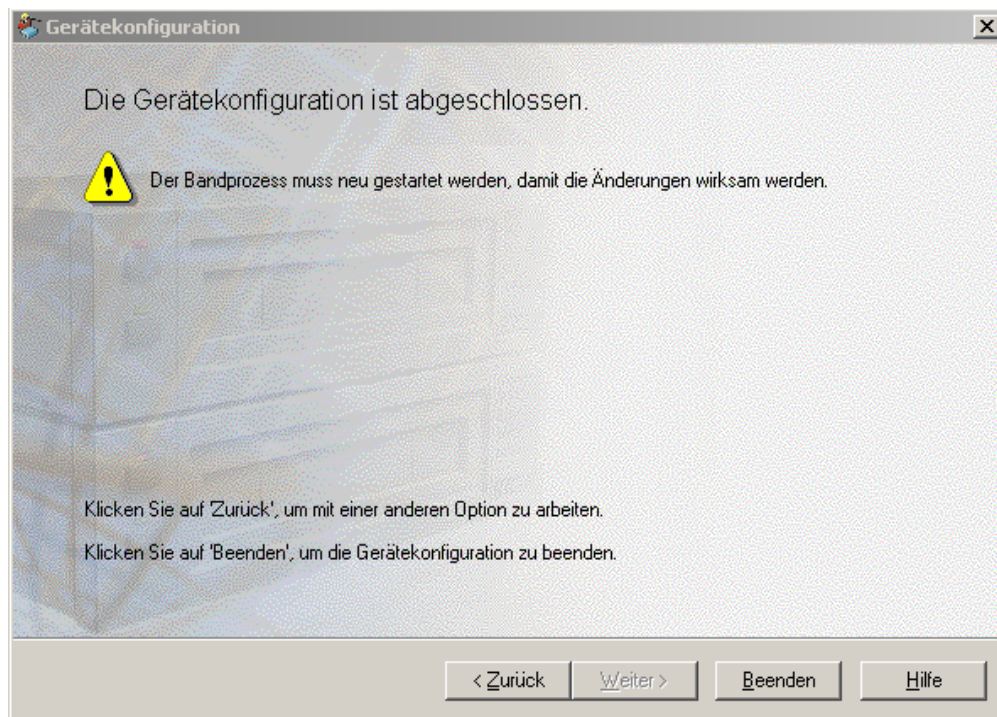 Gerätekonfiguration
Die Gerätekonfiguration ist abgeschlossen.
Der Bandprozess muss neu gestartet werden, damit die Änderungen wirksam werden.
Klicken Sie auf 'Zurück', um mit einer anderen Option zu arbeiten.
Klicken Sie auf 'Beenden', um die Gerätekonfiguration zu beenden.
< Zurück
Weiter >
Beenden
Hilfe